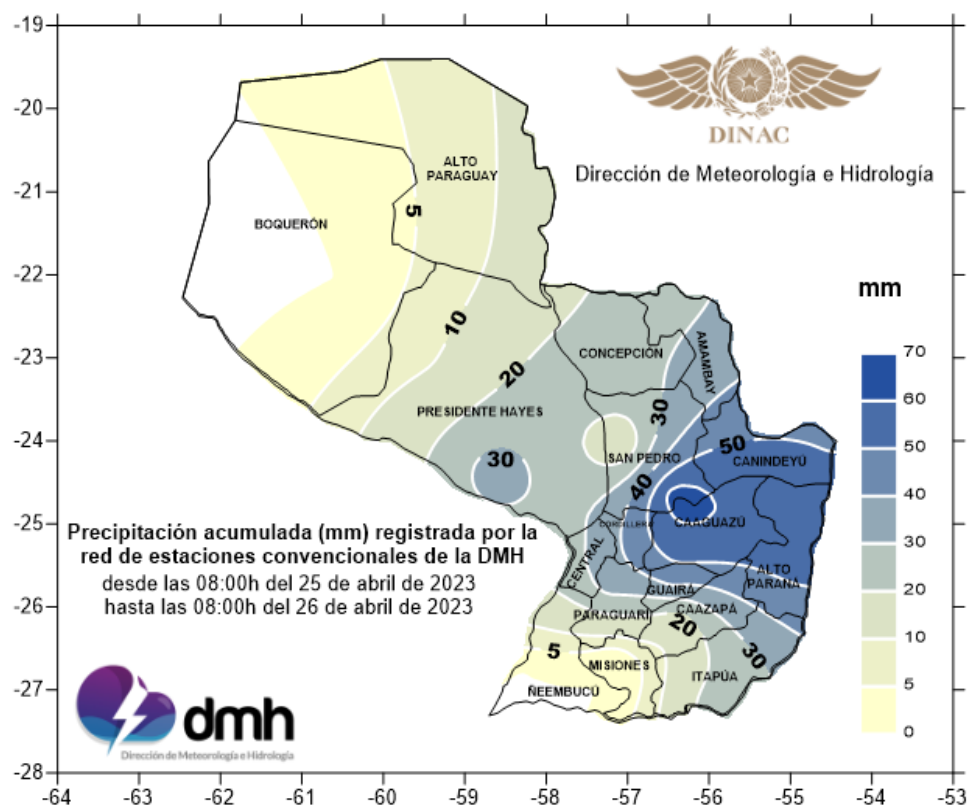 -19
-20
-21
-22
-23
-24
-25
-26
-27
-28
-64
-63
-62
-61
-60
-59
-58
-57
-56
-55
-54
-53
DINAC
Dirección de Meteorología e Hidrología
ALTO
PARAGUAY
BOQUERÓN
5
10
20
PRESIDENTE HAYES
30
CONCEPCIÓN
AMAMBAY
30
SAN PEDRO
50
CANINDEYÚ
40
CORDILLERA
CAAGUAZÚ
CENTRAL
ALTO
PARANÁ
GUAIRÁ
CAAZAPÁ
PARAGUARÍ
20
30
5
MISIONES
ITAPÚA
ÑEEMBUCÚ
mm
70
60
50
40
30
20
10
5
0
Precipitación acumulada (mm) registrada por la
red de estaciones convencionales de la DMH
desde las 08:00h del 25 de abril de 2023
hasta las 08:00h del 26 de abril de 2023
dmh
Dirección de Meteorología e Hidrología